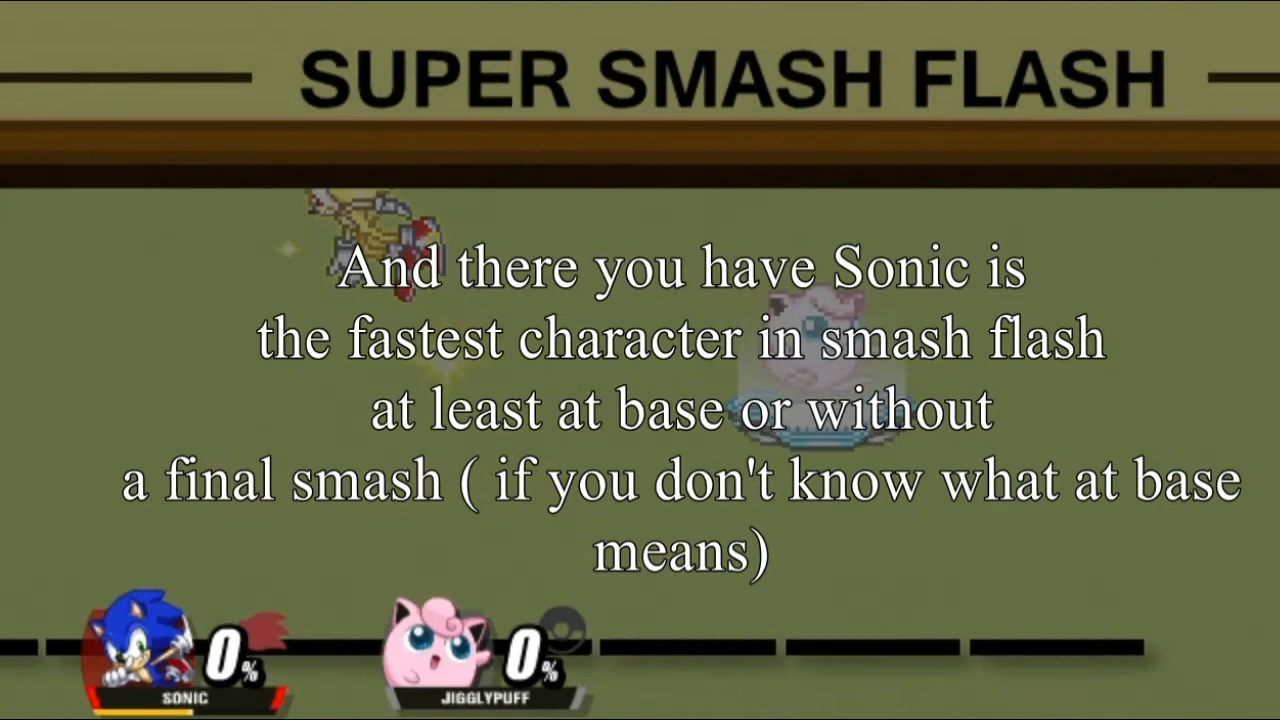 SUPER SMASH FLASH
And there you have Sonic is
the fastest character in smash flash
at least at base or without
a final smash ( if you don't know what at base
means)
0%
0%
SONIC
JIGGLYPUFF